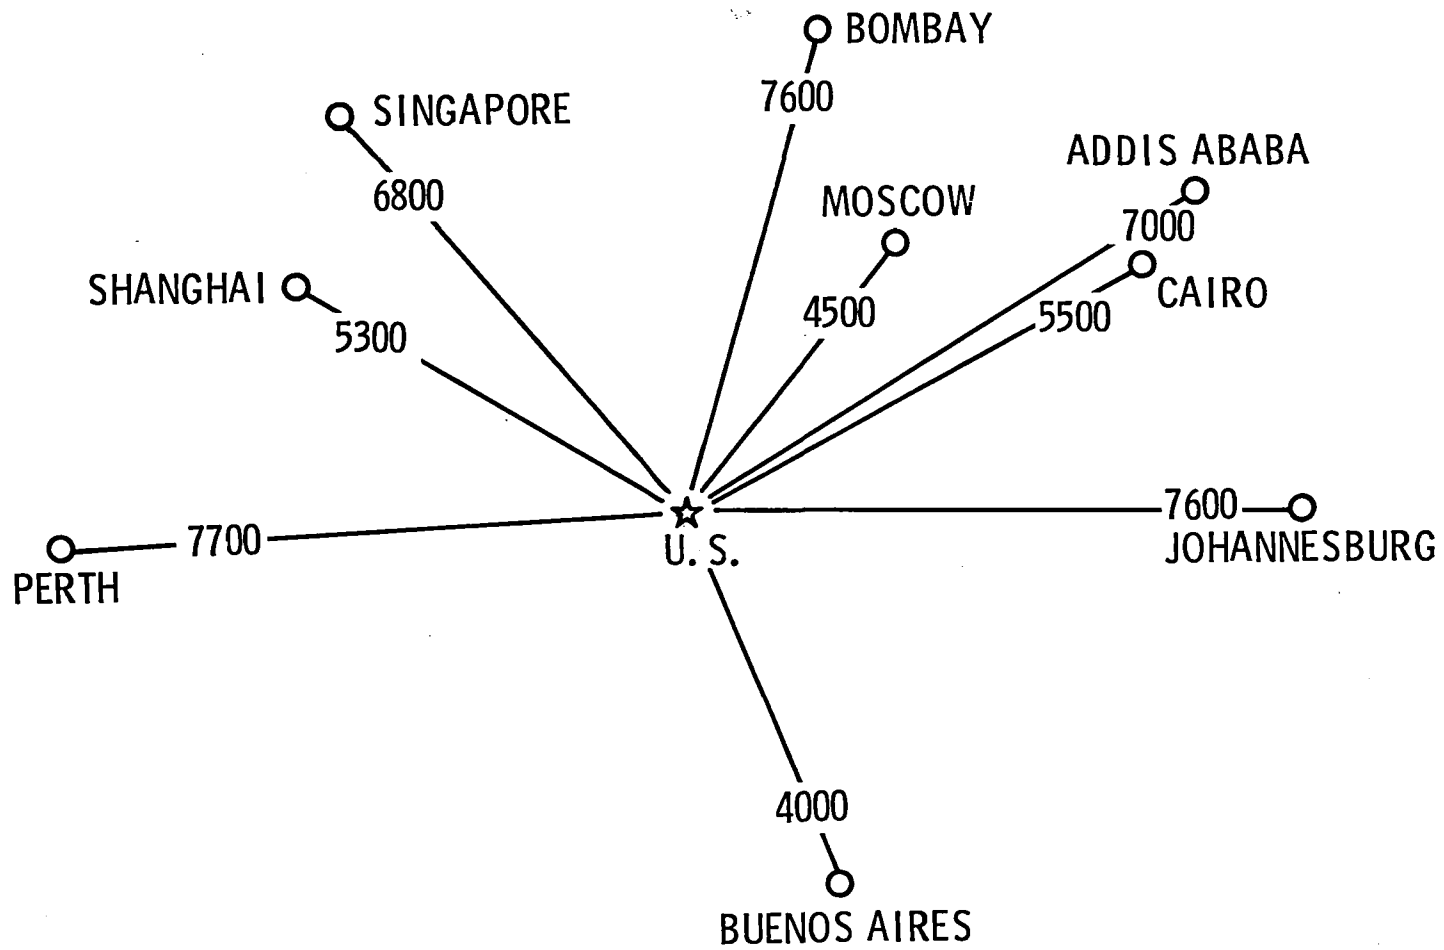 BOMBAY
7600
SINGAPORE
6800
ADDIS ABABA
7000
MOSCOW
4500
SHANGHAI
5300
CAIRO
5500
7700
PERTH
U. S.
7600
JOHANNESBURG
4000
BUENOS AIRES